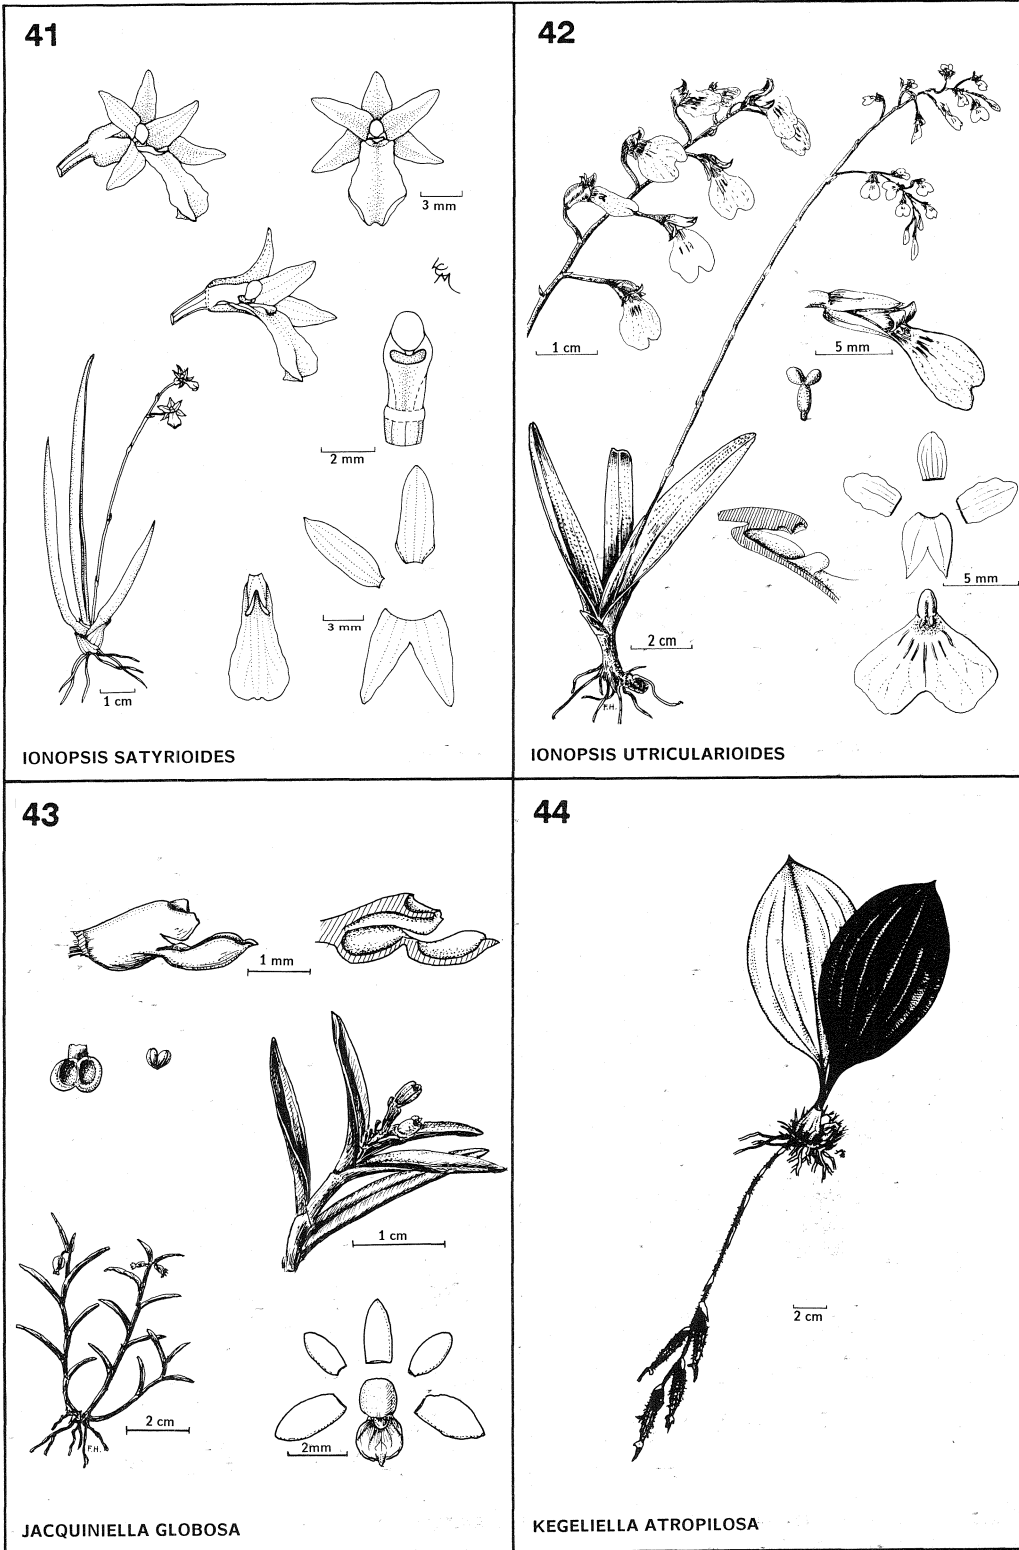 41
3 mm
2 mm
3 mm
1 cm
IONOPSIS SATYRIOIDES
42
1 cm
5 mm
5 mm
2 cm
F.H.
IONOPSIS UTRICULARIOIDES
43
1 mm
1 cm
2 cm
F.H.
2mm
JACQUINIELLA GLOBOSA
44
2 cm
KEGELIELLA ATROPILOSA